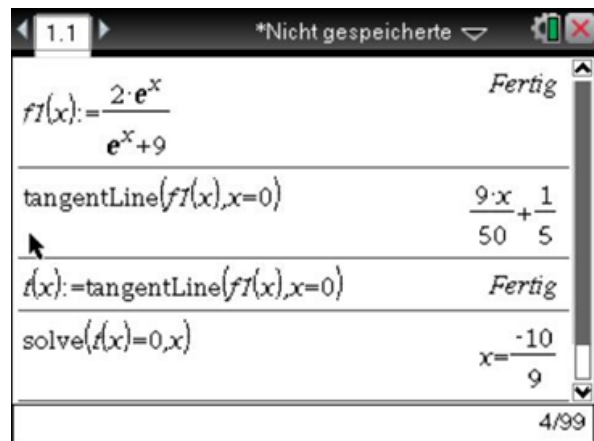 1.1 *Nicht gespeicherte
f1(x):=2·e^x/(e^x+9) Fertig
tangentLine(f1(x),x=0) 9·x/50+1/5
t(x):=tangentLine(f1(x),x=0) Fertig
solve(t(x)=0,x) x=-10/9
4/99